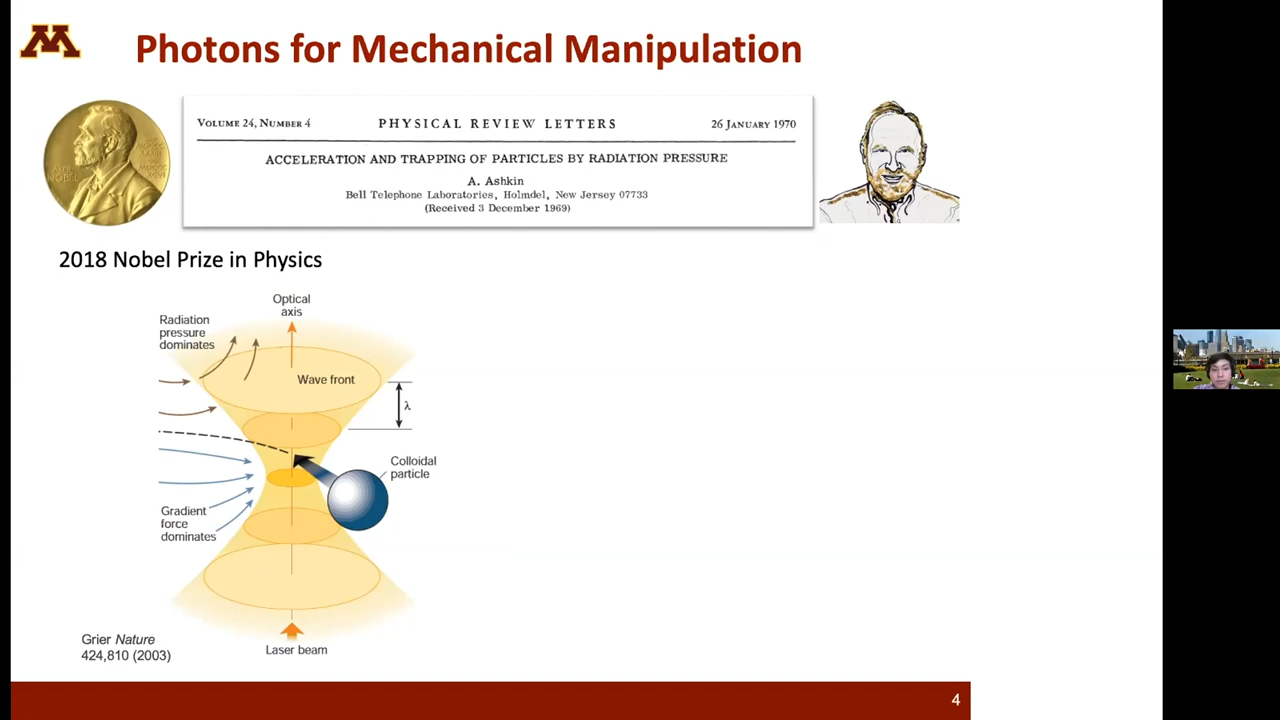 M
Photons for Mechanical Manipulation
VOLUME 24, NUMBER 4 PHYSICAL REVIEW LETTERS 26 JANUARY 1970
ACCELERATION AND TRAPPING OF PARTICLES BY RADIATION PRESSURE
A. Ashkin
Bell Telephone Laboratories, Holmdel, New Jersey 07733
(Received 3 December 1969)
2018 Nobel Prize in Physics
Optical
axis
Radiation
pressure
dominates
Wave front
λ
Colloidal
particle
Gradient
force
dominates
Laser beam
Grier Nature
424,810 (2003)
4